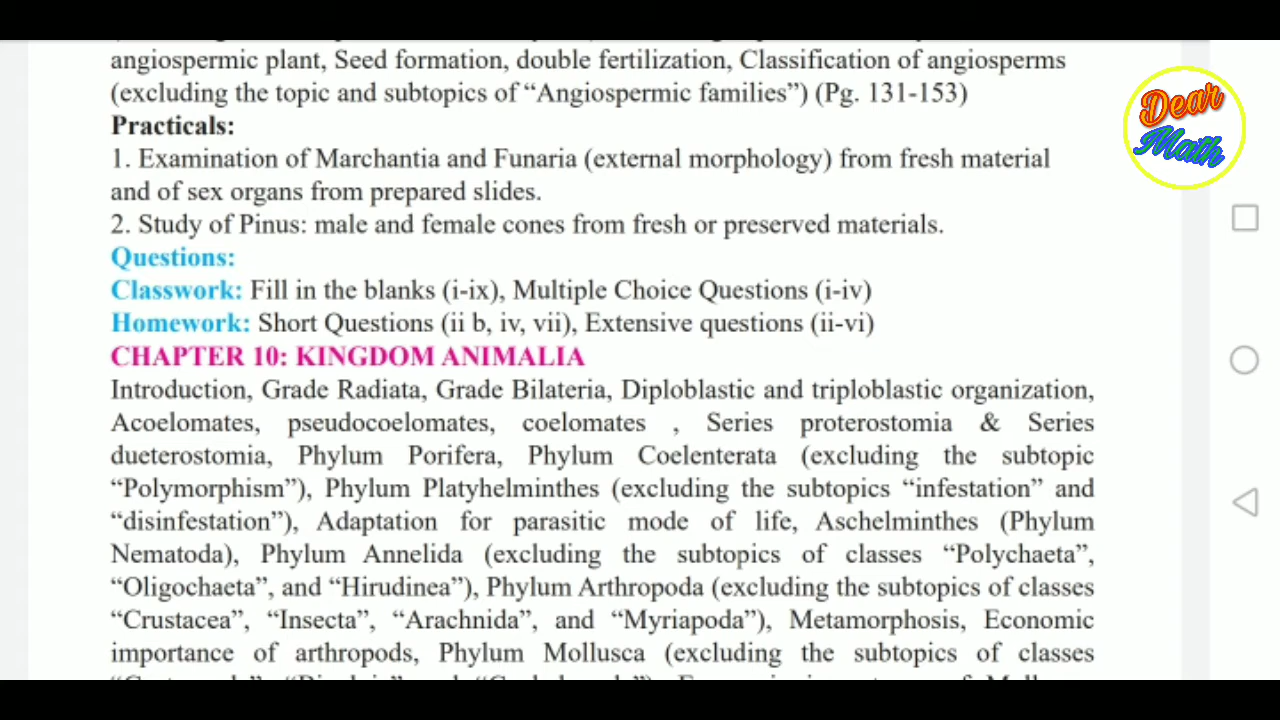 angiospermic plant, Seed formation, double fertilization, Classification of angiosperms
(excluding the topic and subtopics of “Angiospermic families”) (Pg. 131-153)
Practicals:
1. Examination of Marchantia and Funaria (external morphology) from fresh material
and of sex organs from prepared slides.
2. Study of Pinus: male and female cones from fresh or preserved materials.
Questions:
Classwork: Fill in the blanks (i-ix), Multiple Choice Questions (i-iv)
Homework: Short Questions (ii b, iv, vii), Extensive questions (ii-vi)
CHAPTER 10: KINGDOM ANIMALIA
Introduction, Grade Radiata, Grade Bilateria, Diploblastic and triploblastic organization,
Acoelomates, pseudocoelomates, coelomates , Series proterostomia & Series
dueterostomia, Phylum Porifera, Phylum Coelenterata (excluding the subtopic
“Polymorphism”), Phylum Platyhelminthes (excluding the subtopics “infestation” and
“disinfestation”), Adaptation for parasitic mode of life, Aschelminthes (Phylum
Nematoda), Phylum Annelida (excluding the subtopics of classes “Polychaeta”,
“Oligochaeta”, and “Hirudinea”), Phylum Arthropoda (excluding the subtopics of classes
“Crustacea”, “Insecta”, “Arachnida”, and “Myriapoda”), Metamorphosis, Economic
importance of arthropods, Phylum Mollusca (excluding the subtopics of classes
Dear
Math